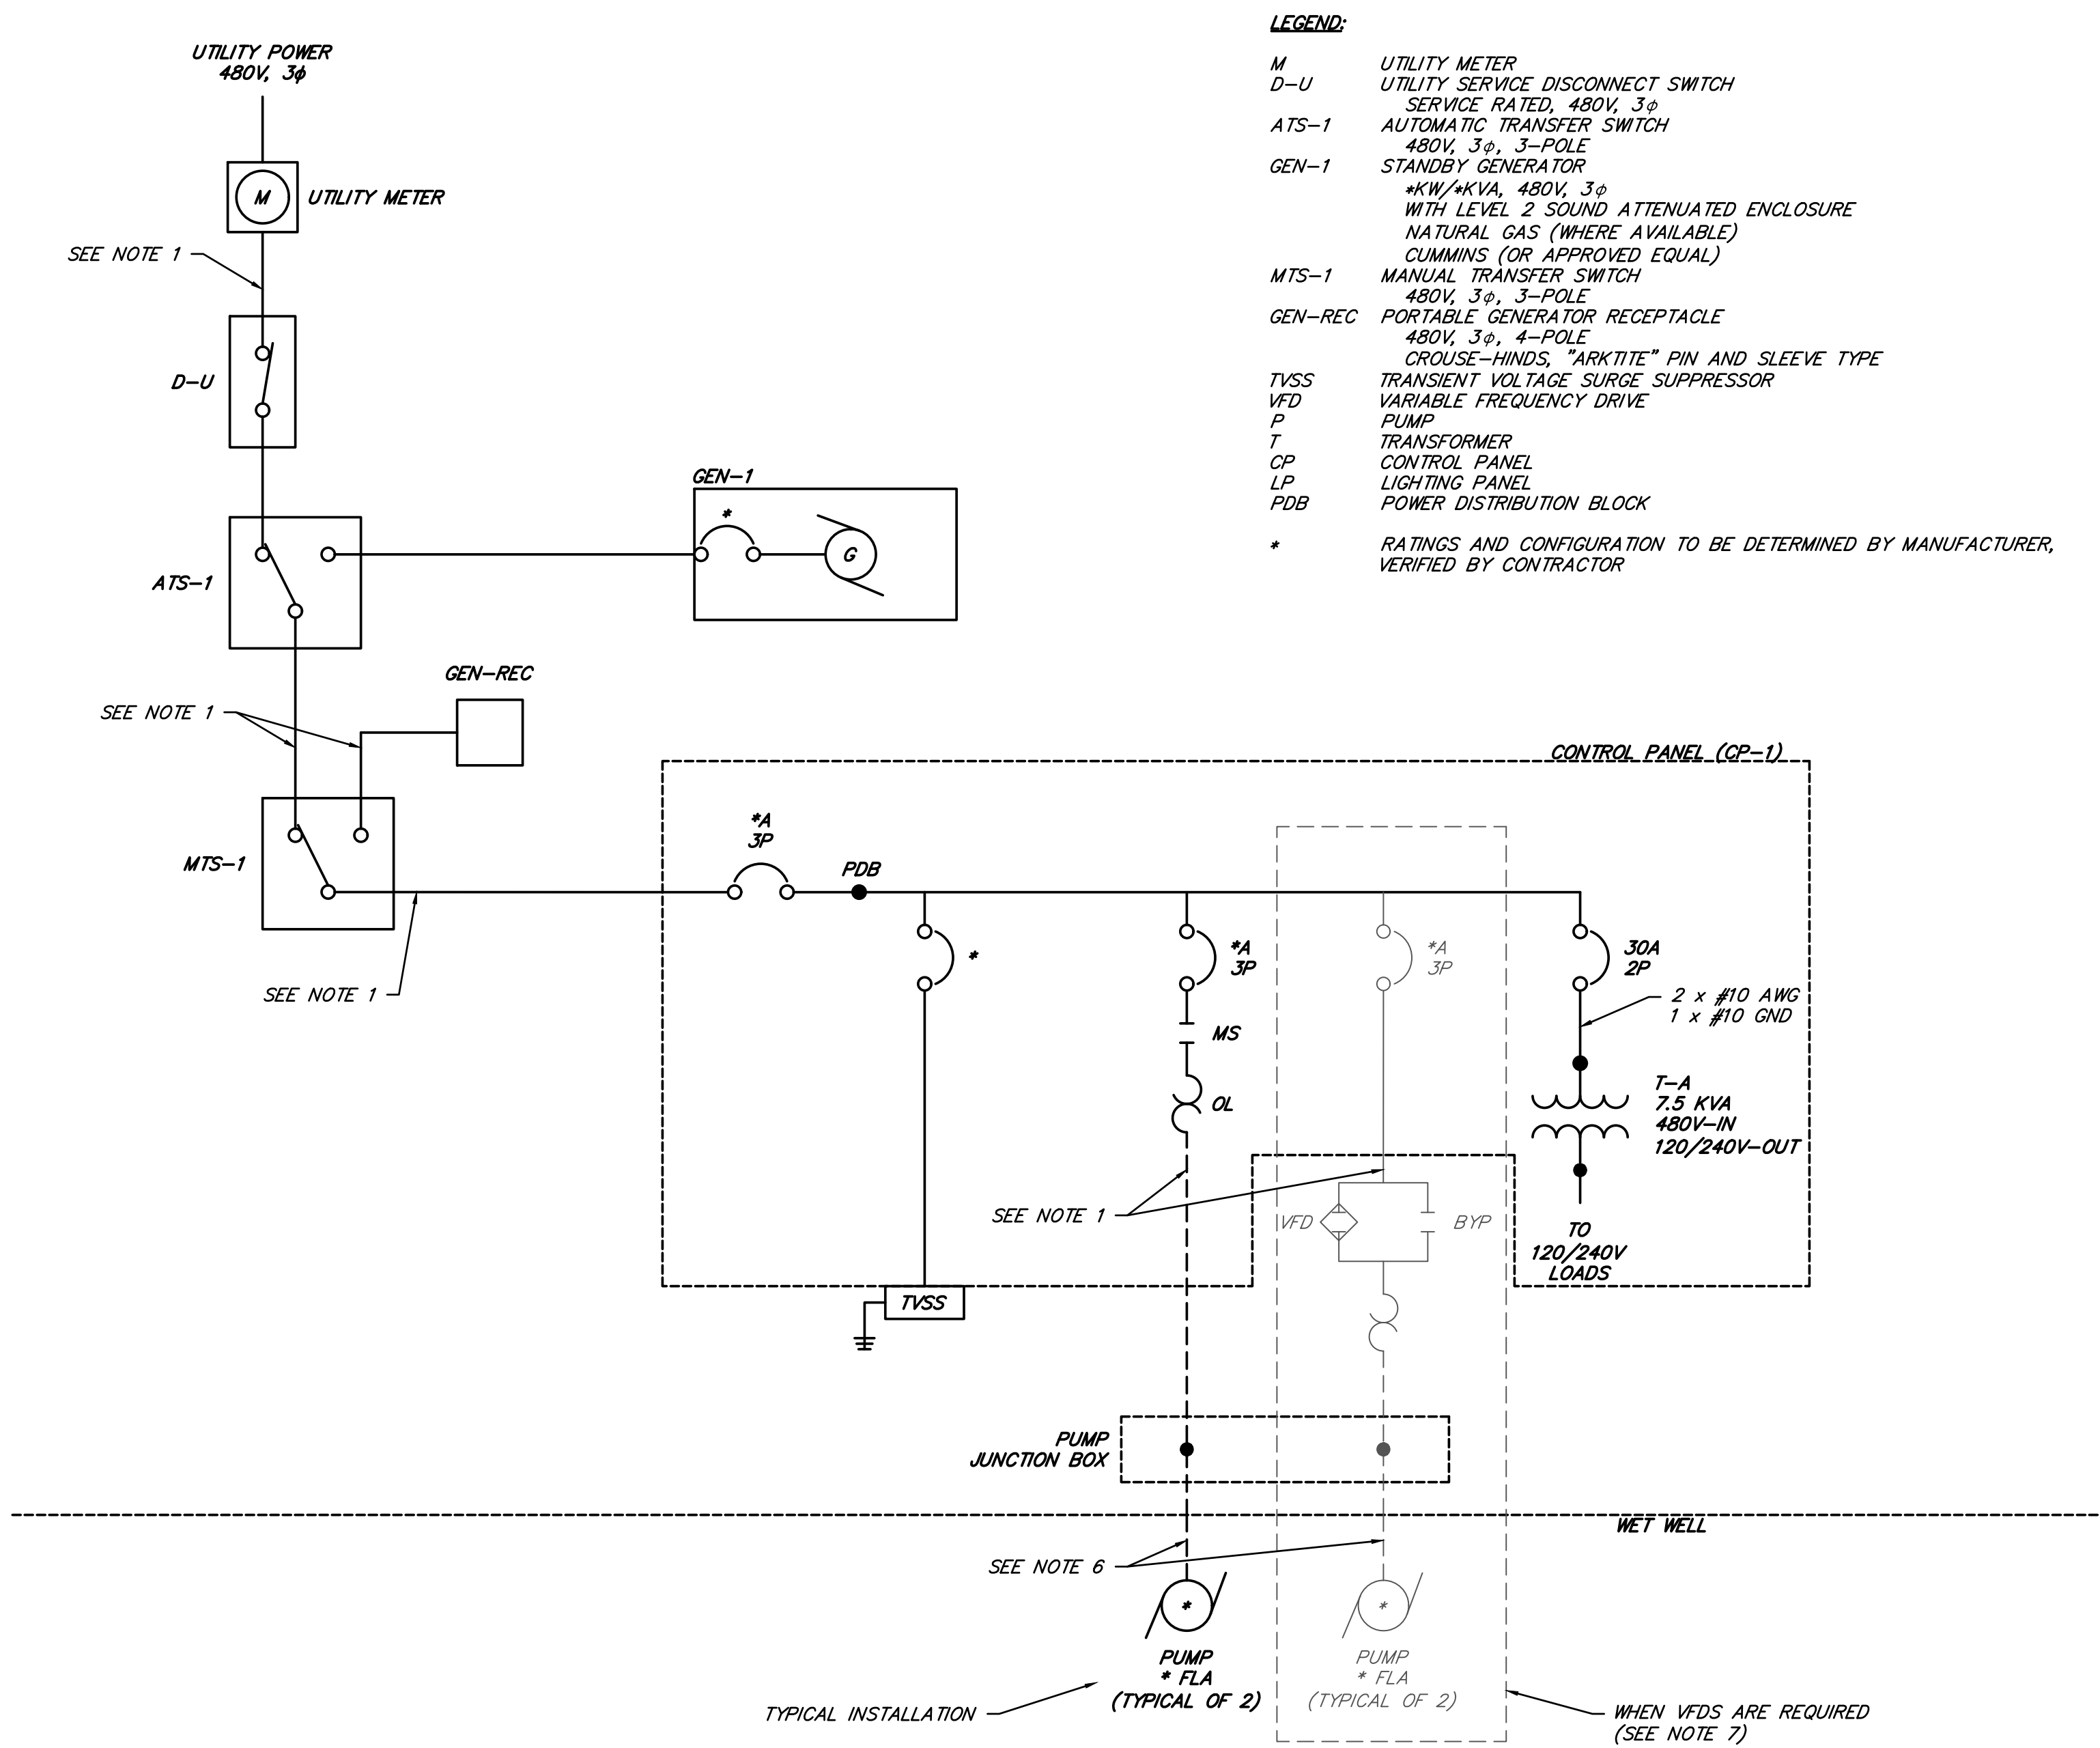 LEGEND:
UTILITY POWER
480V, 3ϕ
M UTILITY METER
D-U UTILITY SERVICE DISCONNECT SWITCH
SERVICE RATED, 480V, 3ϕ
ATS-1 AUTOMATIC TRANSFER SWITCH
480V, 3ϕ, 3-POLE
GEN-1 STANDBY GENERATOR
*KW/*KVA, 480V, 3ϕ
WITH LEVEL 2 SOUND ATTENUATED ENCLOSURE
NATURAL GAS (WHERE AVAILABLE)
CUMMINS (OR APPROVED EQUAL)
MTS-1 MANUAL TRANSFER SWITCH
480V, 3ϕ, 3-POLE
GEN-REC PORTABLE GENERATOR RECEPTACLE
480V, 3ϕ, 4-POLE
CROUSE-HINDS, "ARKTITE" PIN AND SLEEVE TYPE
TVSS TRANSIENT VOLTAGE SURGE SUPPRESSOR
VFD VARIABLE FREQUENCY DRIVE
P PUMP
T TRANSFORMER
CP CONTROL PANEL
LP LIGHTING PANEL
PDB POWER DISTRIBUTION BLOCK
* RATINGS AND CONFIGURATION TO BE DETERMINED BY MANUFACTURER,
VERIFIED BY CONTRACTOR
M UTILITY METER
SEE NOTE 1
D-U
GEN-1
*
G
ATS-1
GEN-REC
SEE NOTE 1
CONTROL PANEL (CP-1)
*A
3P
MTS-1
PDB
SEE NOTE 1
*
*A
3P
*A
3P
30A
2P
2 x #10 AWG
1 x #10 GND
MS
OL
T-A
7.5 KVA
480V-IN
120/240V-OUT
SEE NOTE 1
VFD
BYP
TO
120/240V
LOADS
TVSS
PUMP
JUNCTION BOX
WET WELL
SEE NOTE 6
*
*
PUMP
* FLA
(TYPICAL OF 2)
PUMP
* FLA
(TYPICAL OF 2)
TYPICAL INSTALLATION
WHEN VFDS ARE REQUIRED
(SEE NOTE 7)